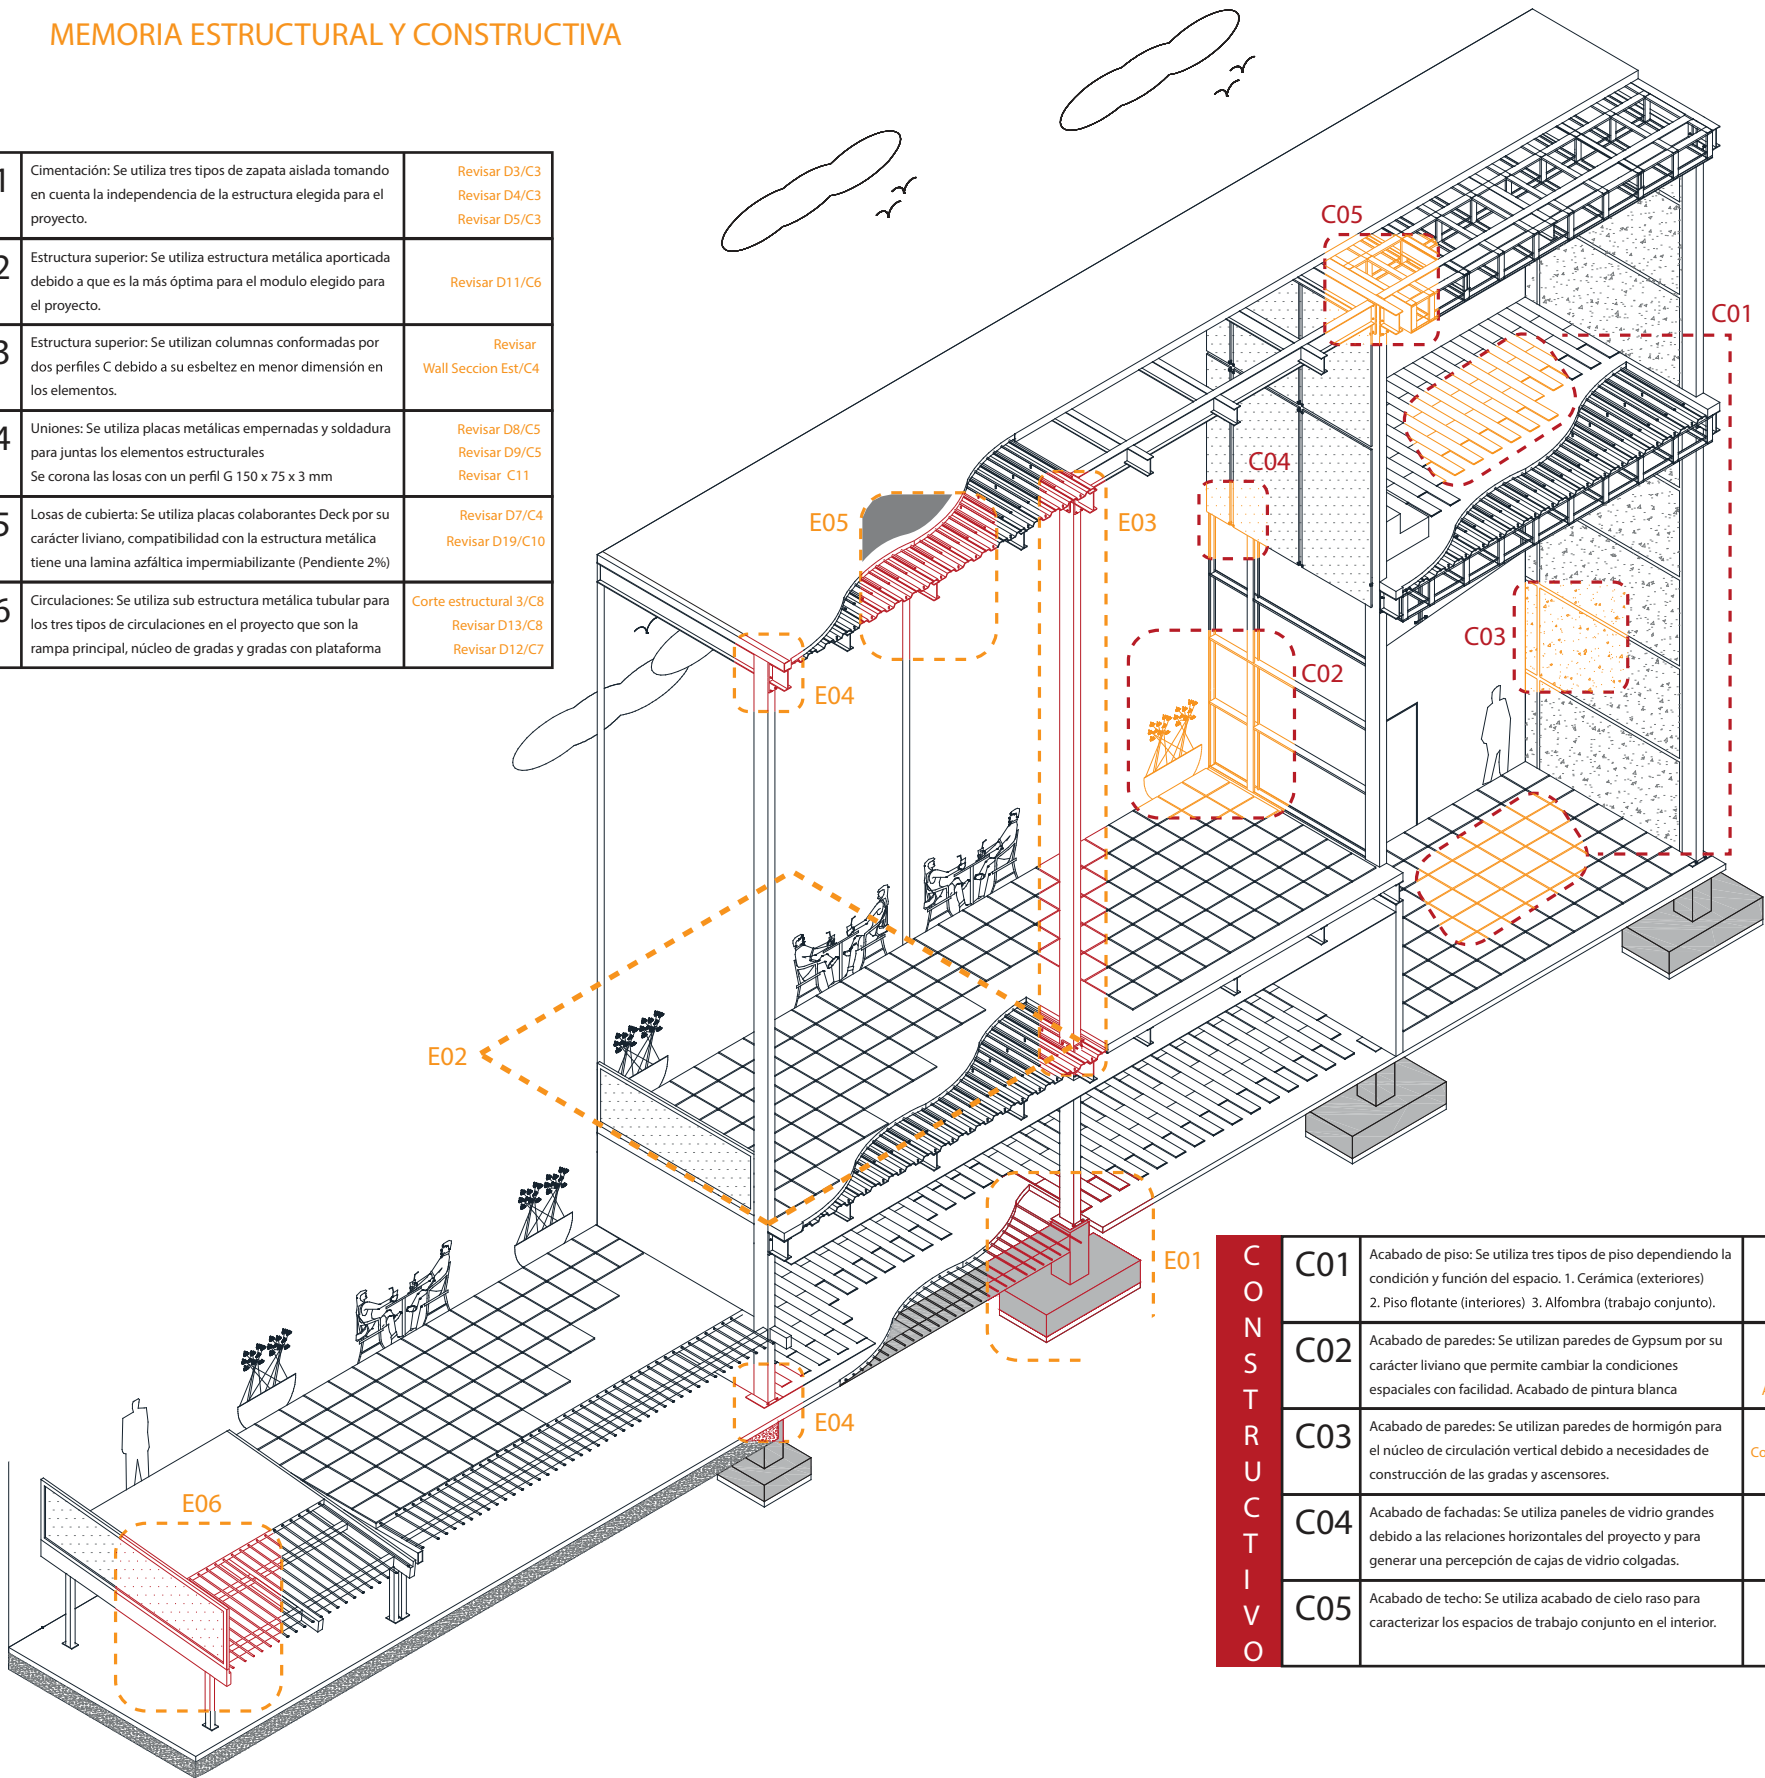 MEMORIA ESTRUCTURAL Y CONSTRUCTIVA
1
Cimentación: Se utiliza tres tipos de zapata aislada tomando
en cuenta la independencia de la estructura elegida para el
proyecto.
Revisar D3/C3
Revisar D4/C3
Revisar D5/C3
2
Estructura superior: Se utiliza estructura metálica aporticada
debido a que es la más óptima para el modulo elegido para
el proyecto.
Revisar D11/C6
3
Estructura superior: Se utilizan columnas conformadas por
dos perfiles C debido a su esbeltez en menor dimensión en
los elementos.
Revisar
Wall Seccion Est/C4
4
Uniones: Se utiliza placas metálicas empernadas y soldadura
para juntas los elementos estructurales
Se corona las losas con un perfil G 150 x 75 x 3 mm
Revisar D8/C5
Revisar D9/C5
Revisar C11
5
Losas de cubierta: Se utiliza placas colaborantes Deck por su
carácter liviano, compatibilidad con la estructura metálica
tiene una lamina azfáltica impermiabilizante (Pendiente 2%)
Revisar D7/C4
Revisar D19/C10
6
Circulaciones: Se utiliza sub estructura metálica tubular para
los tres tipos de circulaciones en el proyecto que son la
rampa principal, núcleo de gradas y gradas con plataforma
Corte estructural 3/C8
Revisar D13/C8
Revisar D12/C7
C05
C01
C04
E05
E03
C03
C02
E04
E02
E01
E04
E06
CONSTRUCTIVO
C01
Acabado de piso: Se utiliza tres tipos de piso dependiendo la
condición y función del espacio. 1. Cerámica (exteriores)
2. Piso flotante (interiores) 3. Alfombra (trabajo conjunto).
C02
Acabado de paredes: Se utilizan paredes de Gypsum por su
carácter liviano que permite cambiar la condiciones
espaciales con facilidad. Acabado de pintura blanca
C03
Acabado de paredes: Se utilizan paredes de hormigón para
el núcleo de circulación vertical debido a necesidades de
construcción de las gradas y ascensores.
Co
C04
Acabado de fachadas: Se utiliza paneles de vidrio grandes
debido a las relaciones horizontales del proyecto y para
generar una percepción de cajas de vidrio colgadas.
C05
Acabado de techo: Se utiliza acabado de cielo raso para
caracterizar los espacios de trabajo conjunto en el interior.